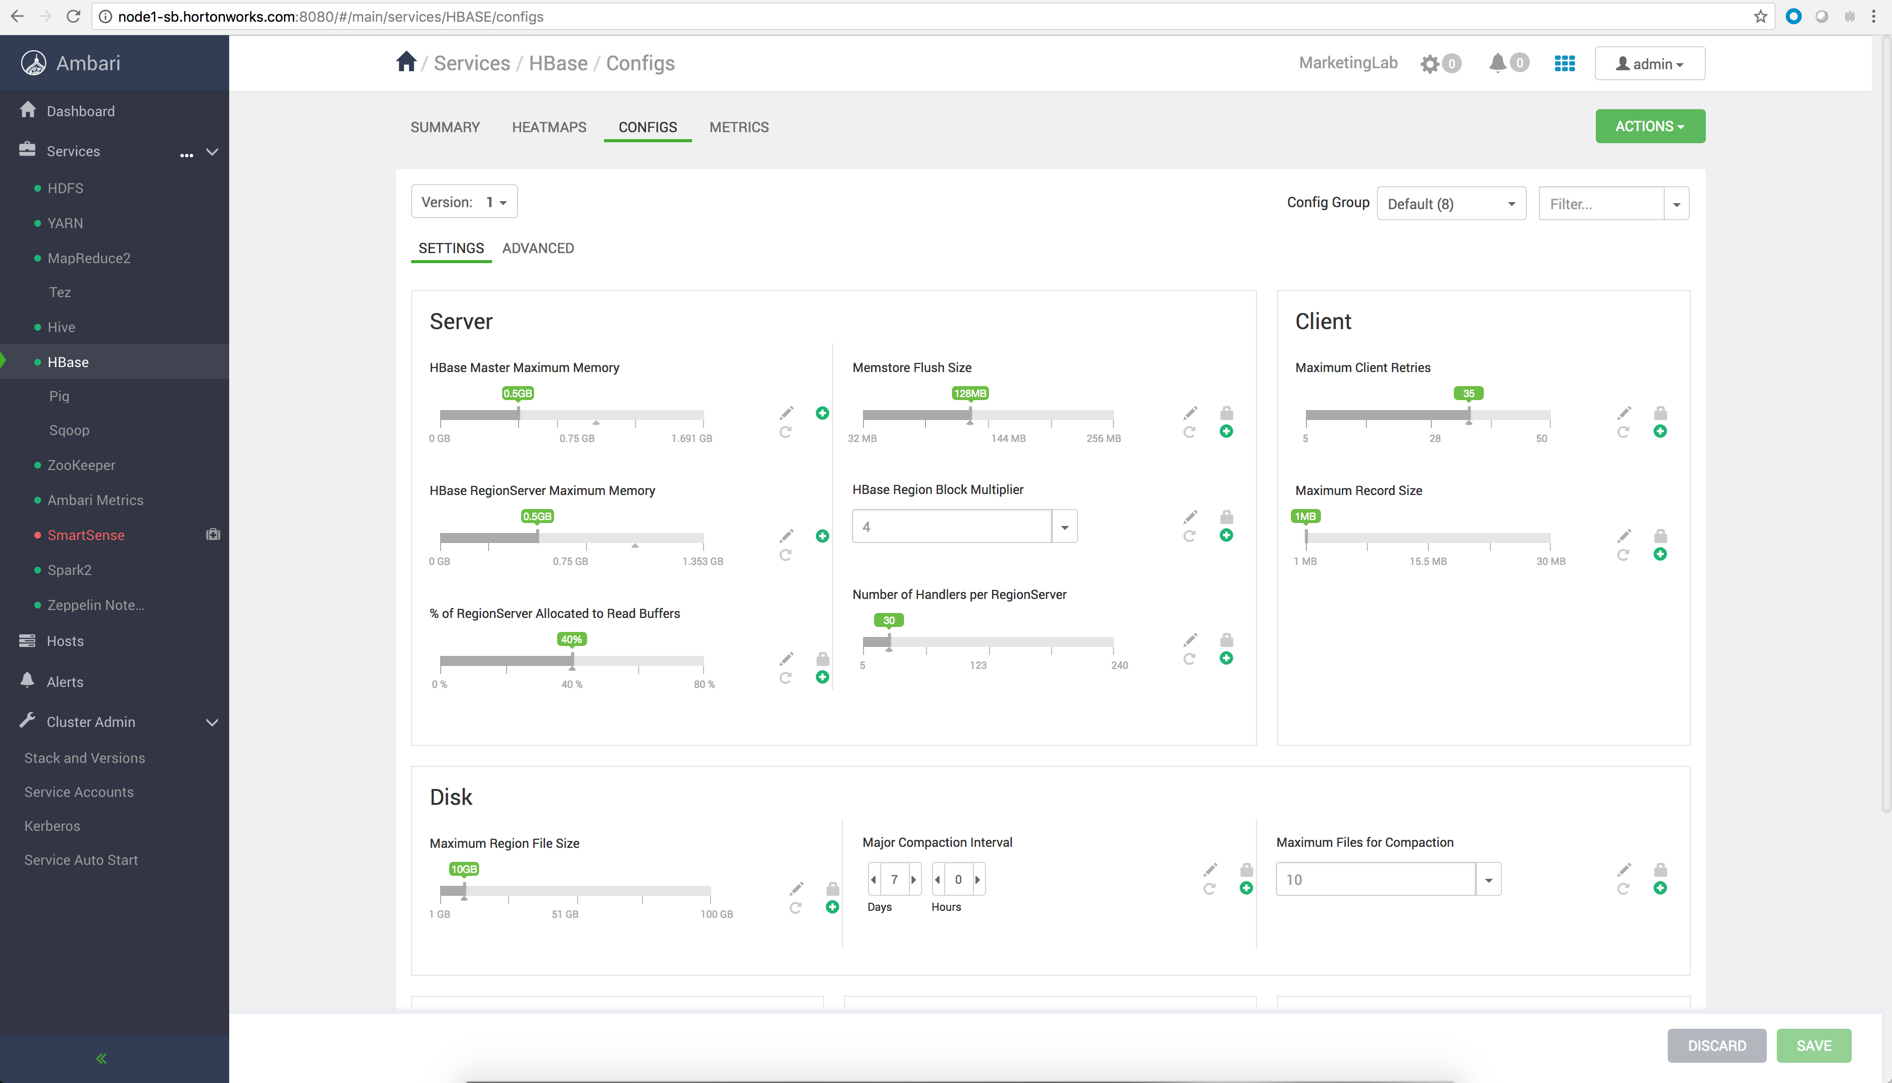 node1-sb.hortonworks.com:8080/#/main/services/HBASE/configs
Ambari
/ Services / HBase / Configs
MarketingLab
0
0
admin
Dashboard
Services
...
HDFS
YARN
MapReduce2
Tez
Hive
HBase
Pig
Sqoop
ZooKeeper
Ambari Metrics
SmartSense
Spark2
Zeppelin Note...
Hosts
Alerts
Cluster Admin
Stack and Versions
Service Accounts
Kerberos
Service Auto Start
SUMMARY HEATMAPS CONFIGS METRICS
ACTIONS
Version: 1
Config Group Default (8) Filter...
SETTINGS ADVANCED
Server
HBase Master Maximum Memory
0.5GB
0 GB 0.75 GB 1.691 GB
HBase RegionServer Maximum Memory
0.5GB
0 GB 0.75 GB 1.353 GB
% of RegionServer Allocated to Read Buffers
40%
0 % 40 % 80 %
Memstore Flush Size
128MB
32 MB 144 MB 256 MB
HBase Region Block Multiplier
4
Number of Handlers per RegionServer
30
5 123 240
Client
Maximum Client Retries
35
5 28 50
Maximum Record Size
1MB
1 MB 15.5 MB 30 MB
Disk
Maximum Region File Size
10GB
1 GB 51 GB 100 GB
Major Compaction Interval
7 0
Days Hours
Maximum Files for Compaction
10
DISCARD SAVE